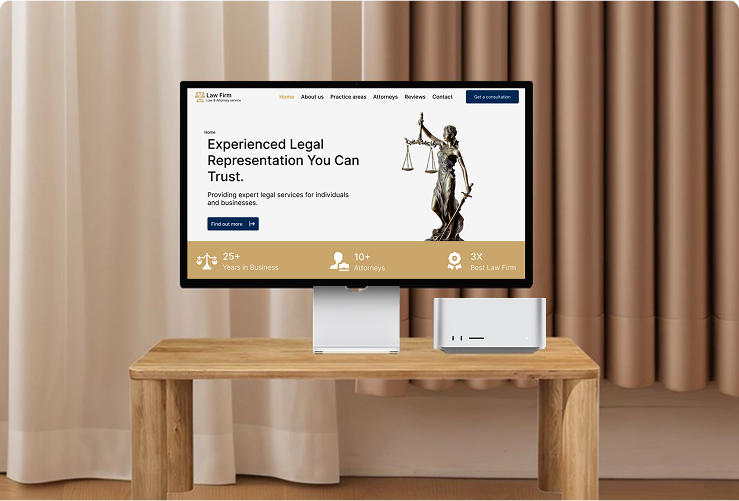 Law Firm
Law & Attorney service
Home
About us
Practice areas
Attorneys
Reviews
Contact
Get a consultation
Home
Experienced Legal
Representation You Can
Trust.
Providing expert legal services for individuals
and businesses.
Find out more
25+
Years in Business
10+
Attorneys
3X
Best Law Firm